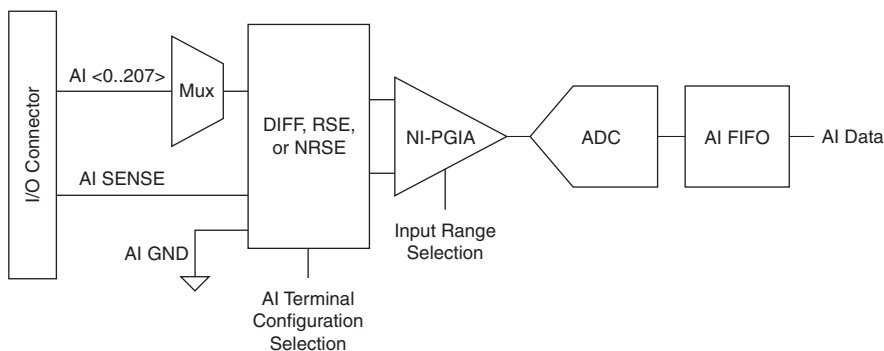 I/O Connector
AI <0..207>
Mux
DIFF, RSE,
or NRSE
NI-PGIA
ADC
AI FIFO
AI Data
AI SENSE
AI GND
Input Range
Selection
AI Terminal
Configuration
Selection